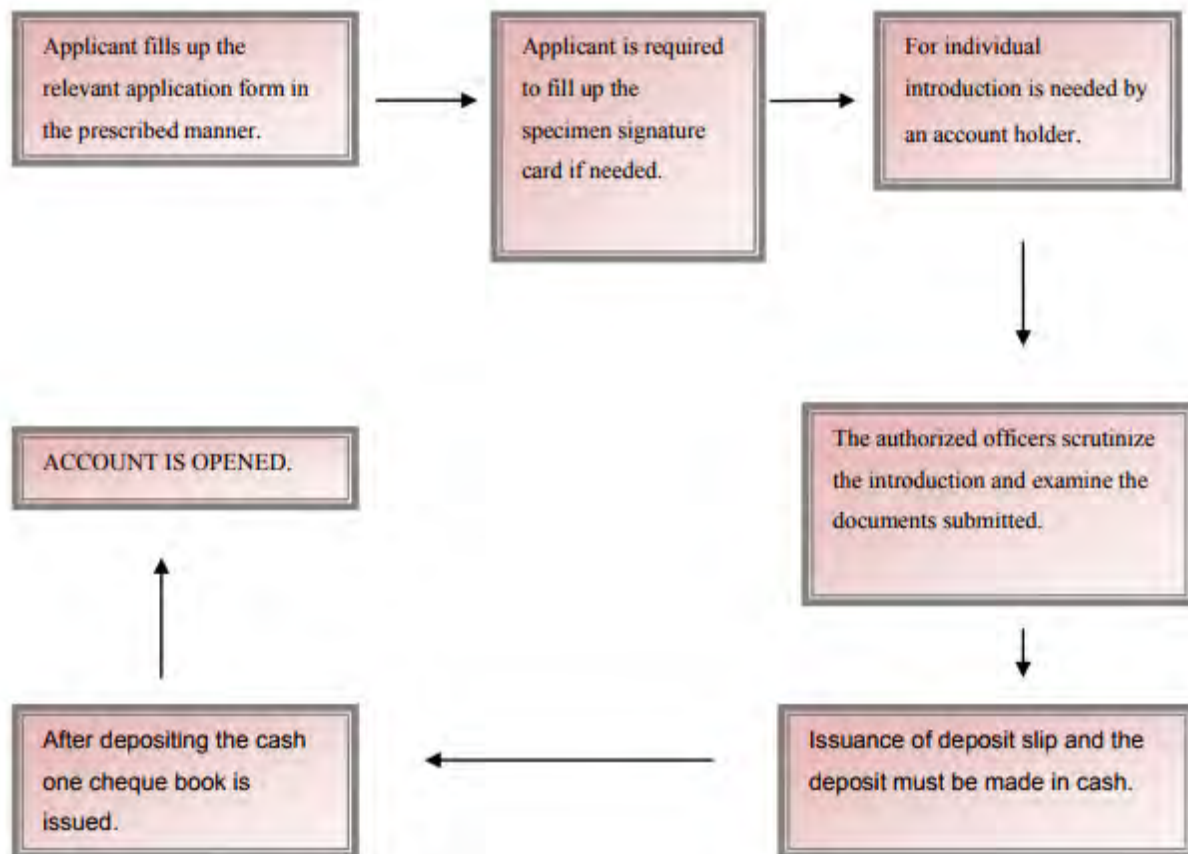 Applicant fills up the
relevant application form in
the prescribed manner.
Applicant is required
to fill up the
specimen signature
card if needed.
For individual
introduction is needed by
an account holder.
The authorized officers scrutinize
the introduction and examine the
documents submitted.
Issuance of deposit slip and the
deposit must be made in cash.
After depositing the cash
one cheque book is
issued.
ACCOUNT IS OPENED.